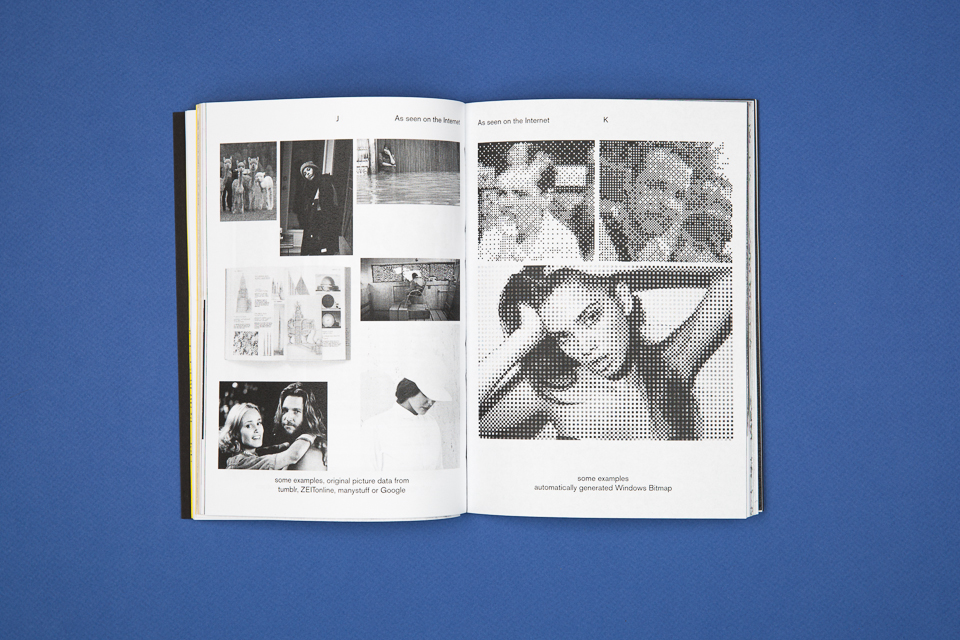 J
As seen on the Internet
some examples, original picture data from
tumblr, ZEITonline, manystuff or Google
As seen on the Internet
K
some examples
automatically generated Windows Bitmap